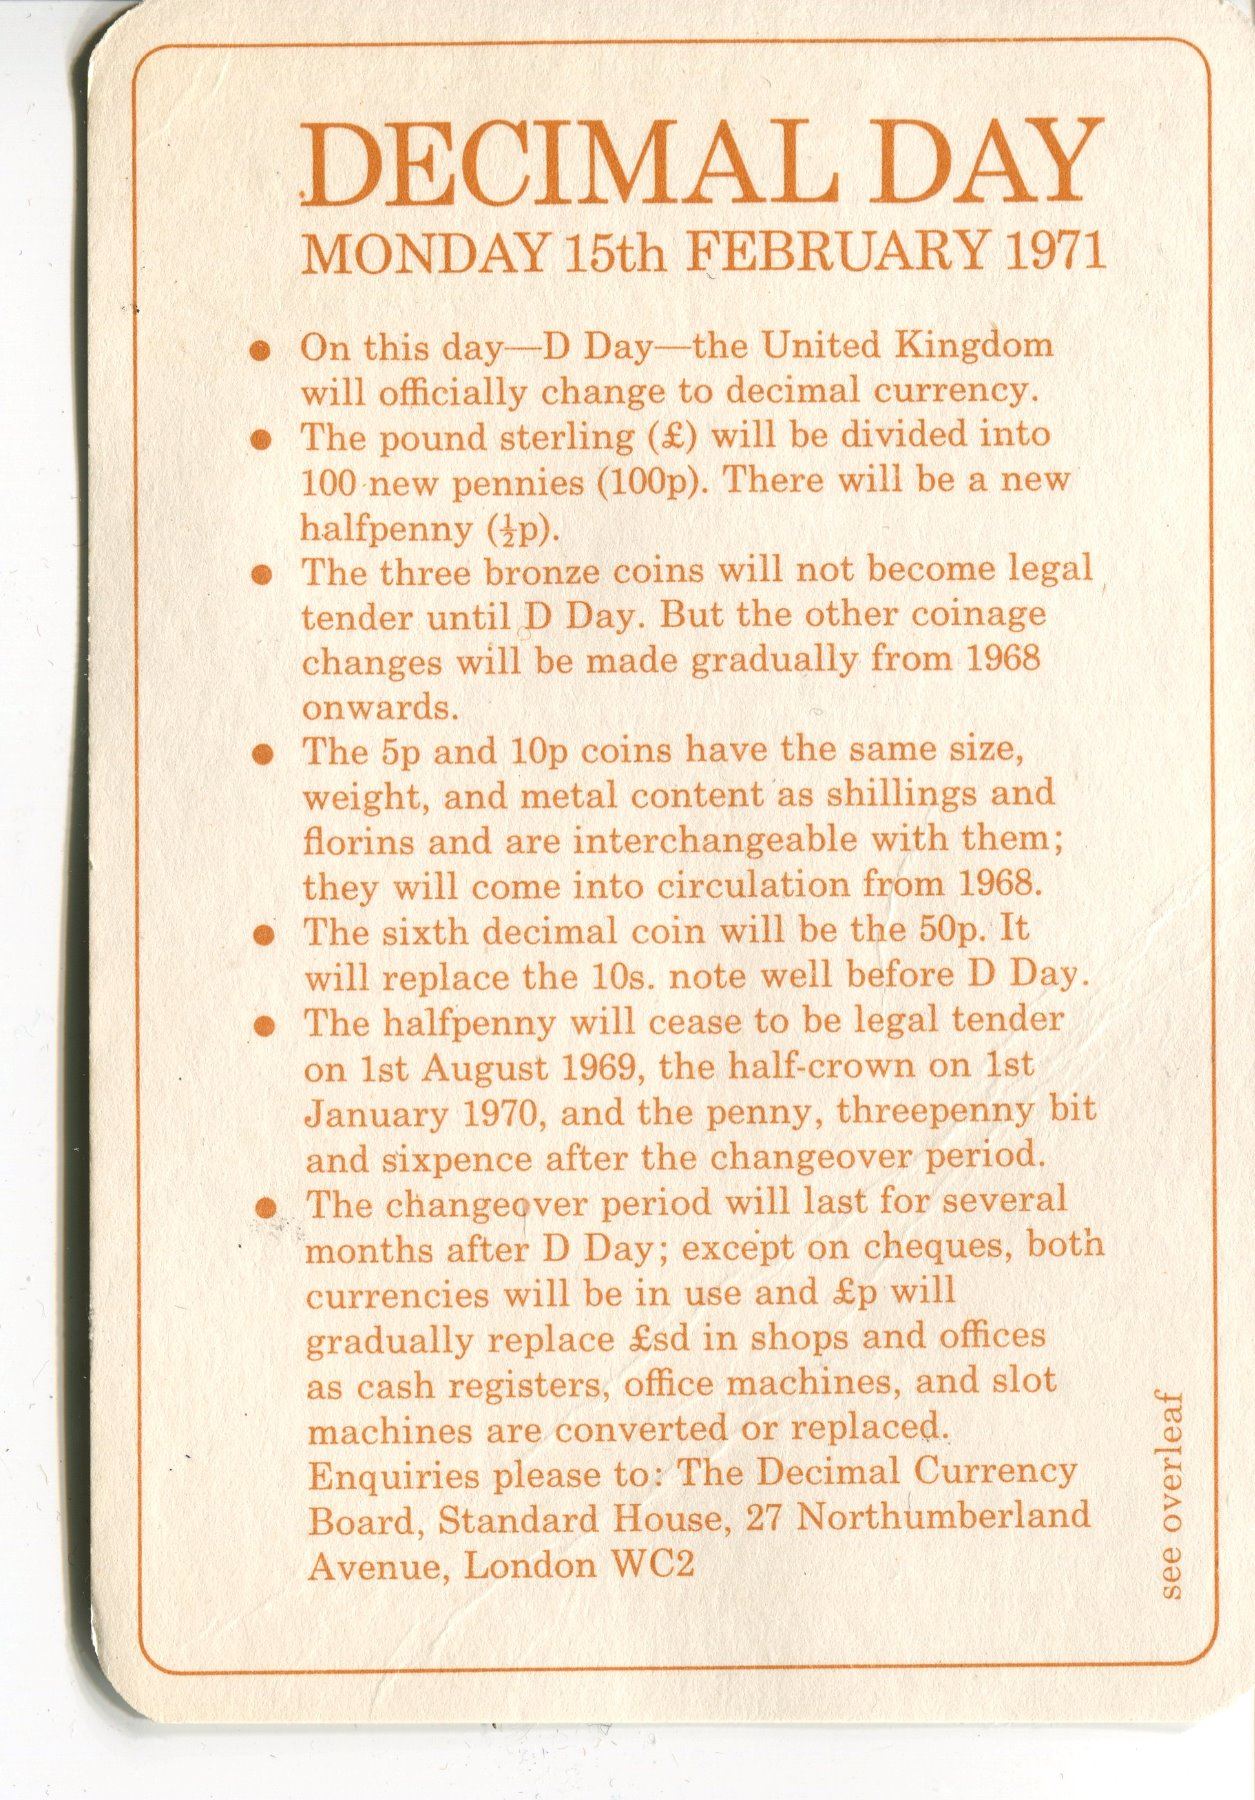 DECIMAL DAY
MONDAY 15th FEBRUARY 1971
● On this day—D Day—the United Kingdom
will officially change to decimal currency.
● The pound sterling (£) will be divided into
100 new pennies (100p). There will be a new
halfpenny (½p).
● The three bronze coins will not become legal
tender until D Day. But the other coinage
changes will be made gradually from 1968
onwards.
● The 5p and 10p coins have the same size,
weight, and metal content as shillings and
florins and are interchangeable with them;
they will come into circulation from 1968.
● The sixth decimal coin will be the 50p. It
will replace the 10s. note well before D Day.
● The halfpenny will cease to be legal tender
on 1st August 1969, the half-crown on 1st
January 1970, and the penny, threepenny bit
and sixpence after the changeover period.
● The changeover period will last for several
months after D Day; except on cheques, both
currencies will be in use and £p will
gradually replace £sd in shops and offices
as cash registers, office machines, and slot
machines are converted or replaced.
Enquiries please to: The Decimal Currency
Board, Standard House, 27 Northumberland
Avenue, London WC2
see overleaf